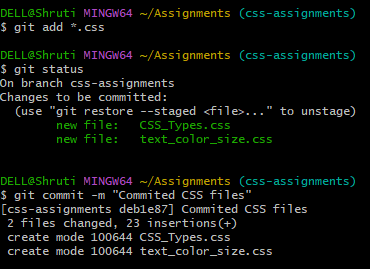 DELL@Shruti MINGW64 ~/Assignments (css-assignments)
$ git add *.css
DELL@Shruti MINGW64 ~/Assignments (css-assignments)
$ git status
On branch css-assignments
Changes to be committed:
  (use "git restore --staged <file>..." to unstage)
        new file:   CSS_Types.css
        new file:   text_color_size.css
DELL@Shruti MINGW64 ~/Assignments (css-assignments)
$ git commit -m "Commited CSS files"
[css-assignments deb1e87] Commited CSS files
 2 files changed, 23 insertions(+)
 create mode 100644 CSS_Types.css
 create mode 100644 text_color_size.css